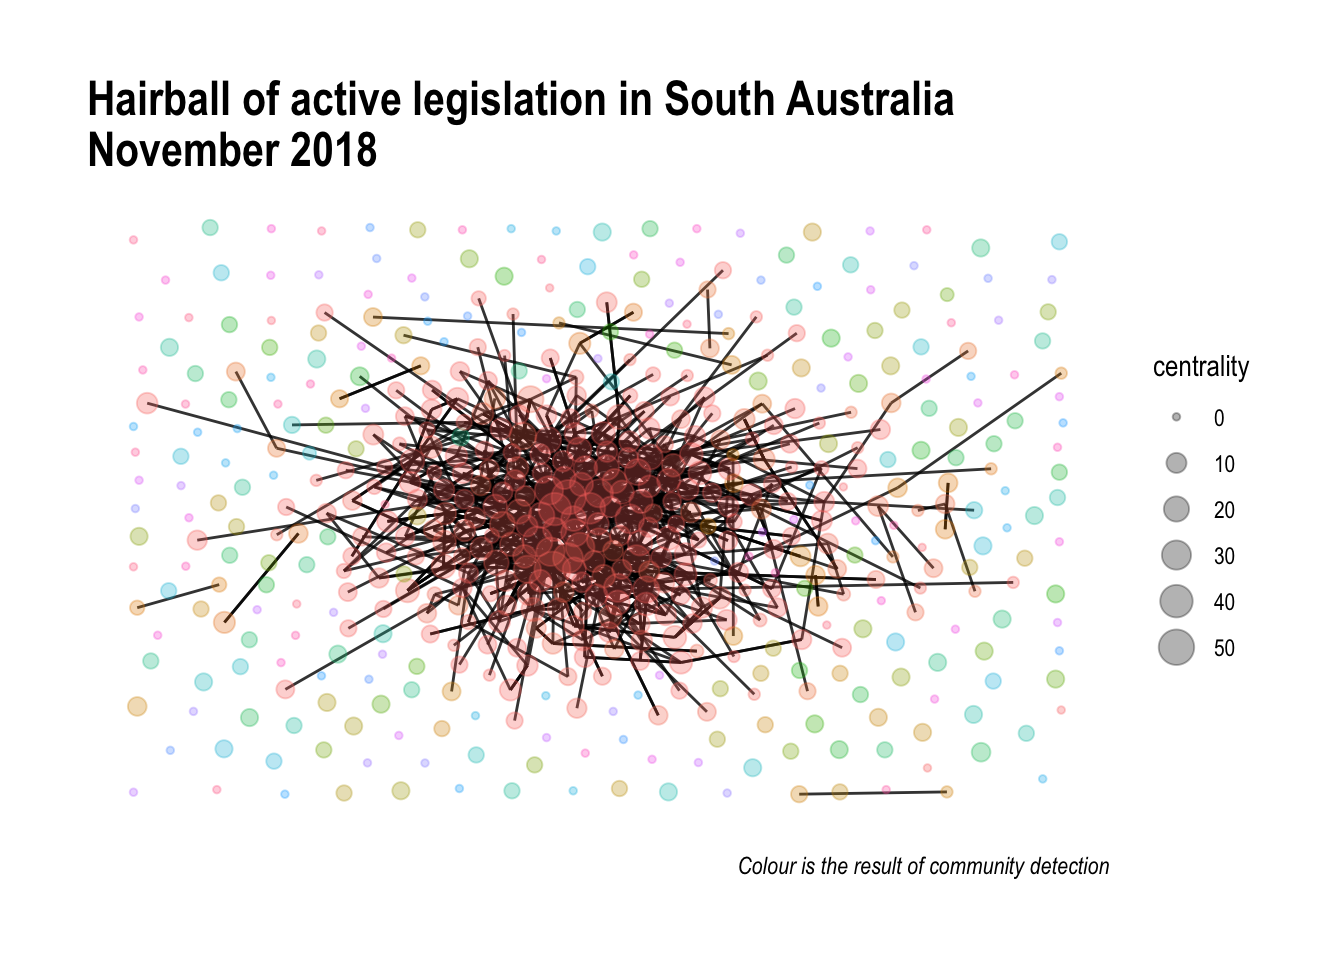 Hairball of active legislation in South Australia
November 2018
centrality
0
10
20
30
40
50
Colour is the result of community detection